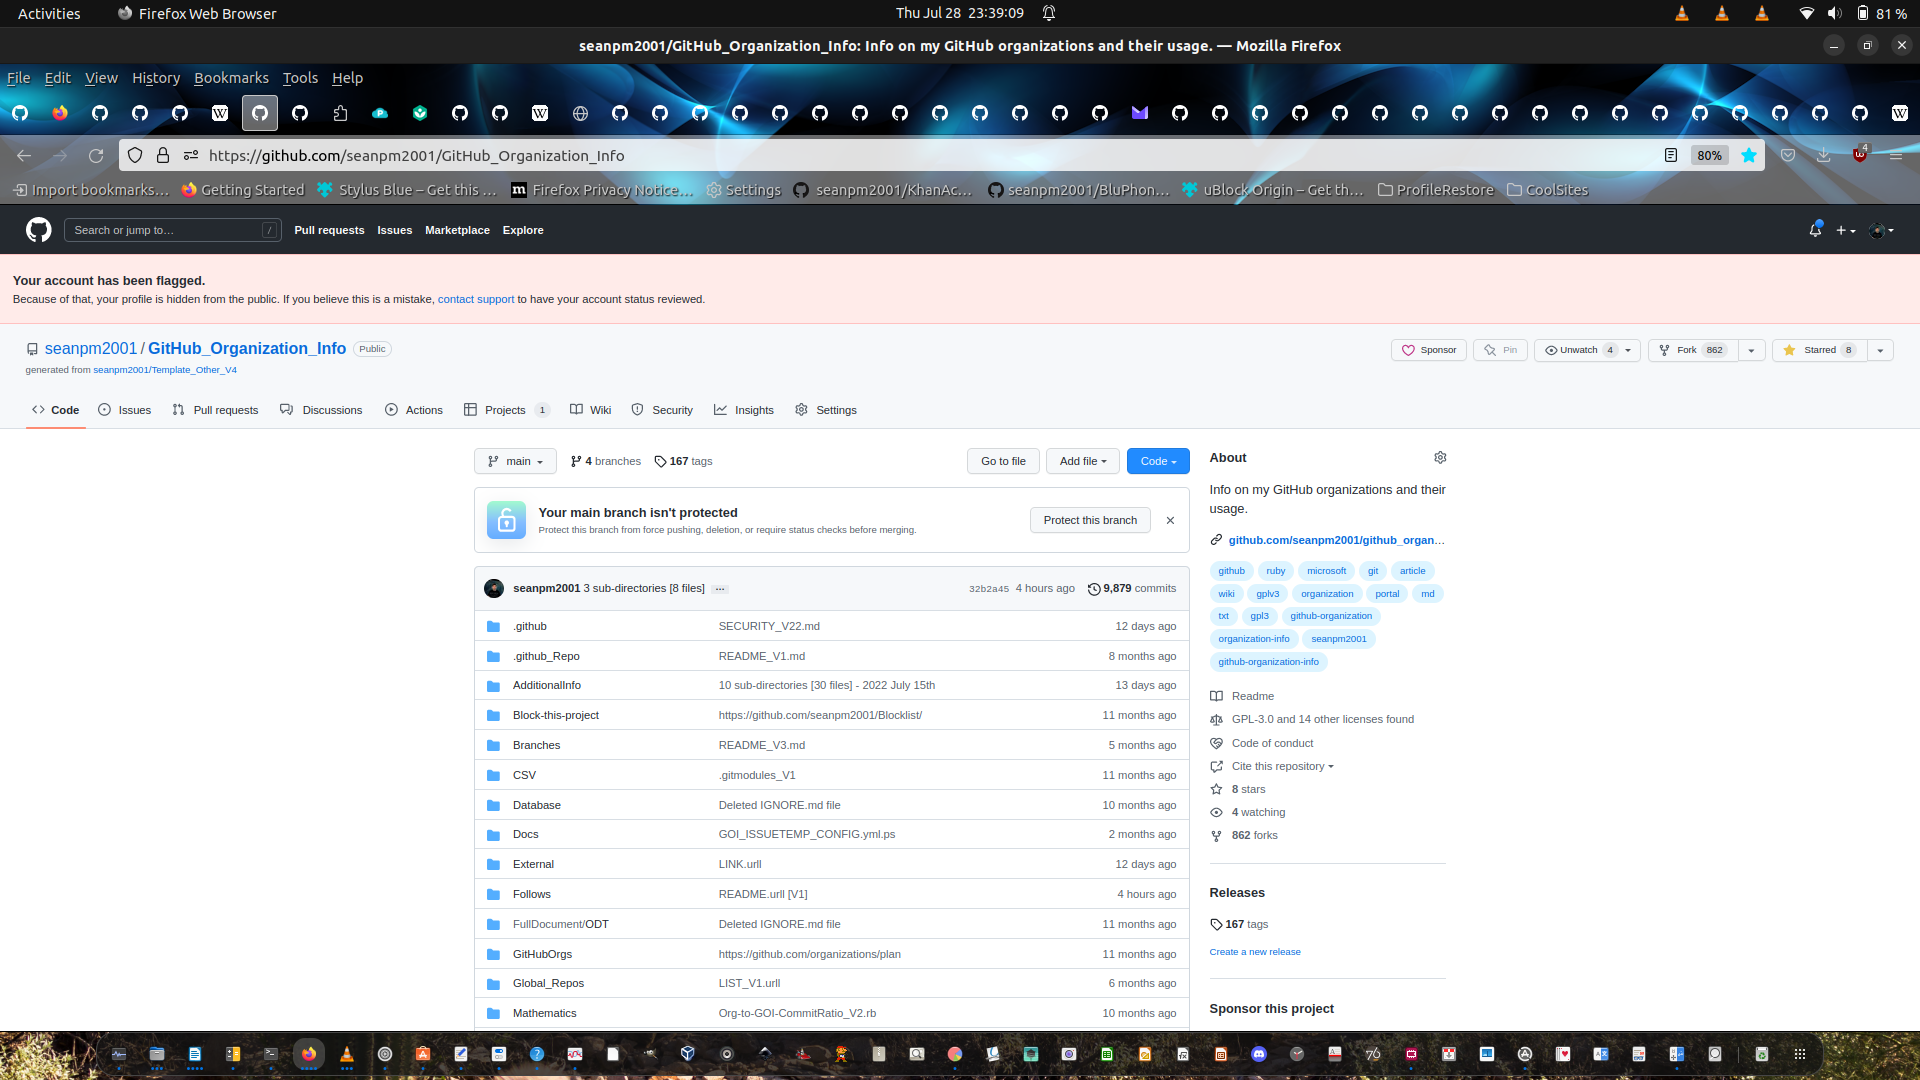 Activities
Firefox Web Browser
Thu Jul 28 23:39:09
81 %
seanpm2001/GitHub_Organization_Info: Info on my GitHub organizations and their usage. — Mozilla Firefox
File Edit View History Bookmarks Tools Help
https://github.com/seanpm2001/GitHub_Organization_Info
80%
4
Import bookmarks… Getting Started Stylus Blue – Get this … Firefox Privacy Notice… Settings seanpm2001/KhanAc… seanpm2001/BluPhon… uBlock Origin – Get th… ProfileRestore CoolSites
Search or jump to… /
Pull requests Issues Marketplace Explore
Your account has been flagged.
Because of that, your profile is hidden from the public. If you believe this is a mistake, contact support to have your account status reviewed.
seanpm2001 / GitHub_Organization_Info Public
generated from seanpm2001/Template_Other_V4
Sponsor Pin Unwatch 4 Fork 862 Starred 8
Code Issues Pull requests Discussions Actions Projects 1 Wiki Security Insights Settings
main 4 branches 167 tags
Go to file Add file Code
Your main branch isn't protected
Protect this branch from force pushing, deletion, or require status checks before merging.
Protect this branch
seanpm2001 3 sub-directories [8 files] … 32b2a45 4 hours ago 9,879 commits
.github SECURITY_V22.md 12 days ago
.github_Repo README_V1.md 8 months ago
AdditionalInfo 10 sub-directories [30 files] - 2022 July 15th 13 days ago
Block-this-project https://github.com/seanpm2001/Blocklist/ 11 months ago
Branches README_V3.md 5 months ago
CSV .gitmodules_V1 11 months ago
Database Deleted IGNORE.md file 10 months ago
Docs GOI_ISSUETEMP_CONFIG.yml.ps 2 months ago
External LINK.urll 12 days ago
Follows README.urll [V1] 4 hours ago
FullDocument/ODT Deleted IGNORE.md file 11 months ago
GitHubOrgs https://github.com/organizations/plan 11 months ago
Global_Repos LIST_V1.urll 6 months ago
Mathematics Org-to-GOI-CommitRatio_V2.rb 10 months ago
About
Info on my GitHub organizations and their
usage.
github.com/seanpm2001/github_organ…
github ruby microsoft git article
wiki gplv3 organization portal md
txt gpl3 github-organization
organization-info seanpm2001
github-organization-info
Readme
GPL-3.0 and 14 other licenses found
Code of conduct
Cite this repository
8 stars
4 watching
862 forks
Releases
167 tags
Create a new release
Sponsor this project